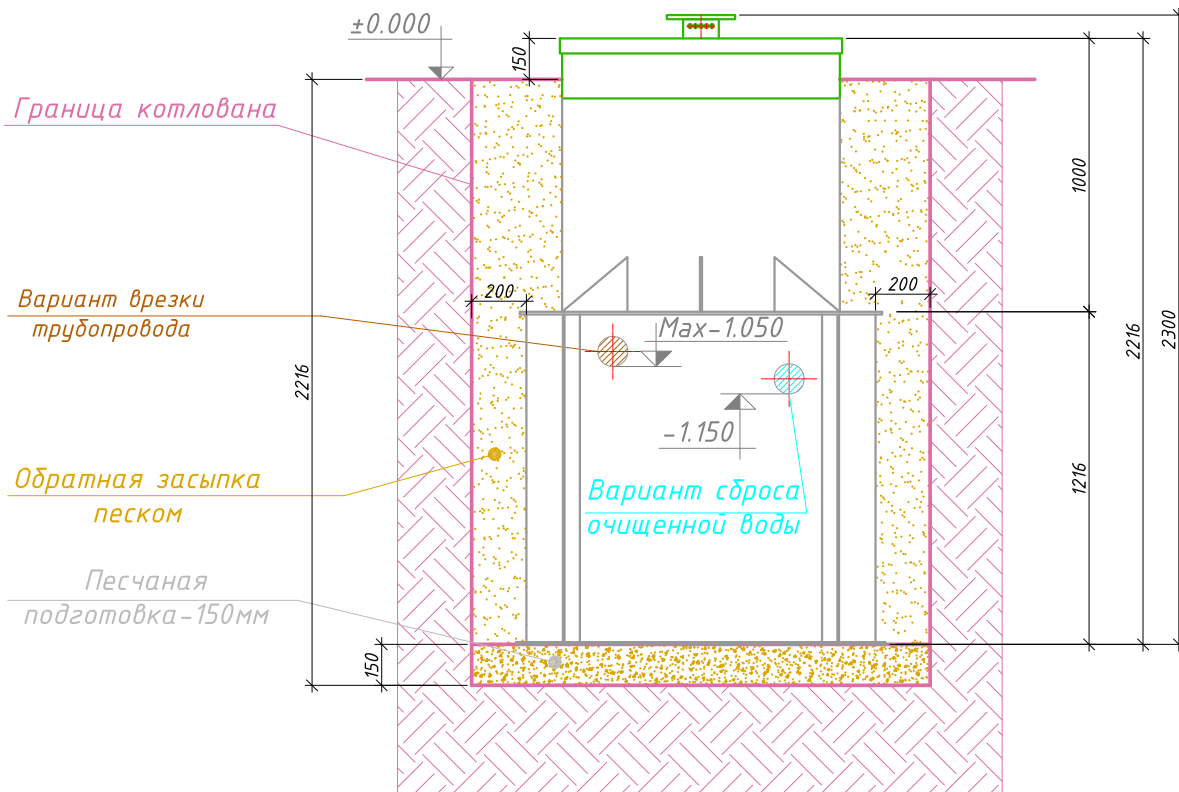 ±0.000
150
Граница котлована
1000
Вариант врезки
трубопровода
200
200
Max-1.050
2216
2300
2216
-1.150
1216
Обратная засыпка
песком
Вариант сброса
очищенной воды
Песчаная
подготовка-150мм
150